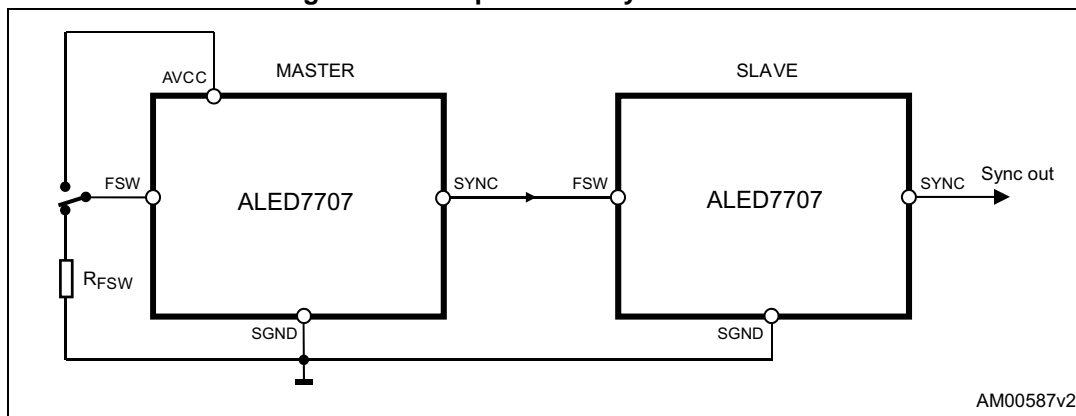 AVCC
MASTER
SLAVE
FSW
ALED7707
SYNC
FSW
ALED7707
SYNC
Sync out
RFSW
SGND
SGND
AM00587v2